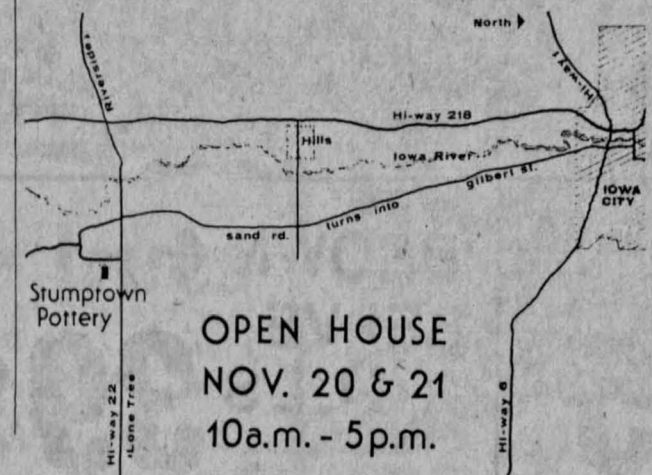 North
Riverside
Hi-way 1
Hi-way 218
Hills
Iowa River
gilbert st.
turns into
sand rd.
IOWA
CITY
Stumptown
Pottery
Hi-way 22
Lone Tree
Hi-way 6
OPEN HOUSE
NOV. 20 & 21
10a.m. - 5p.m.